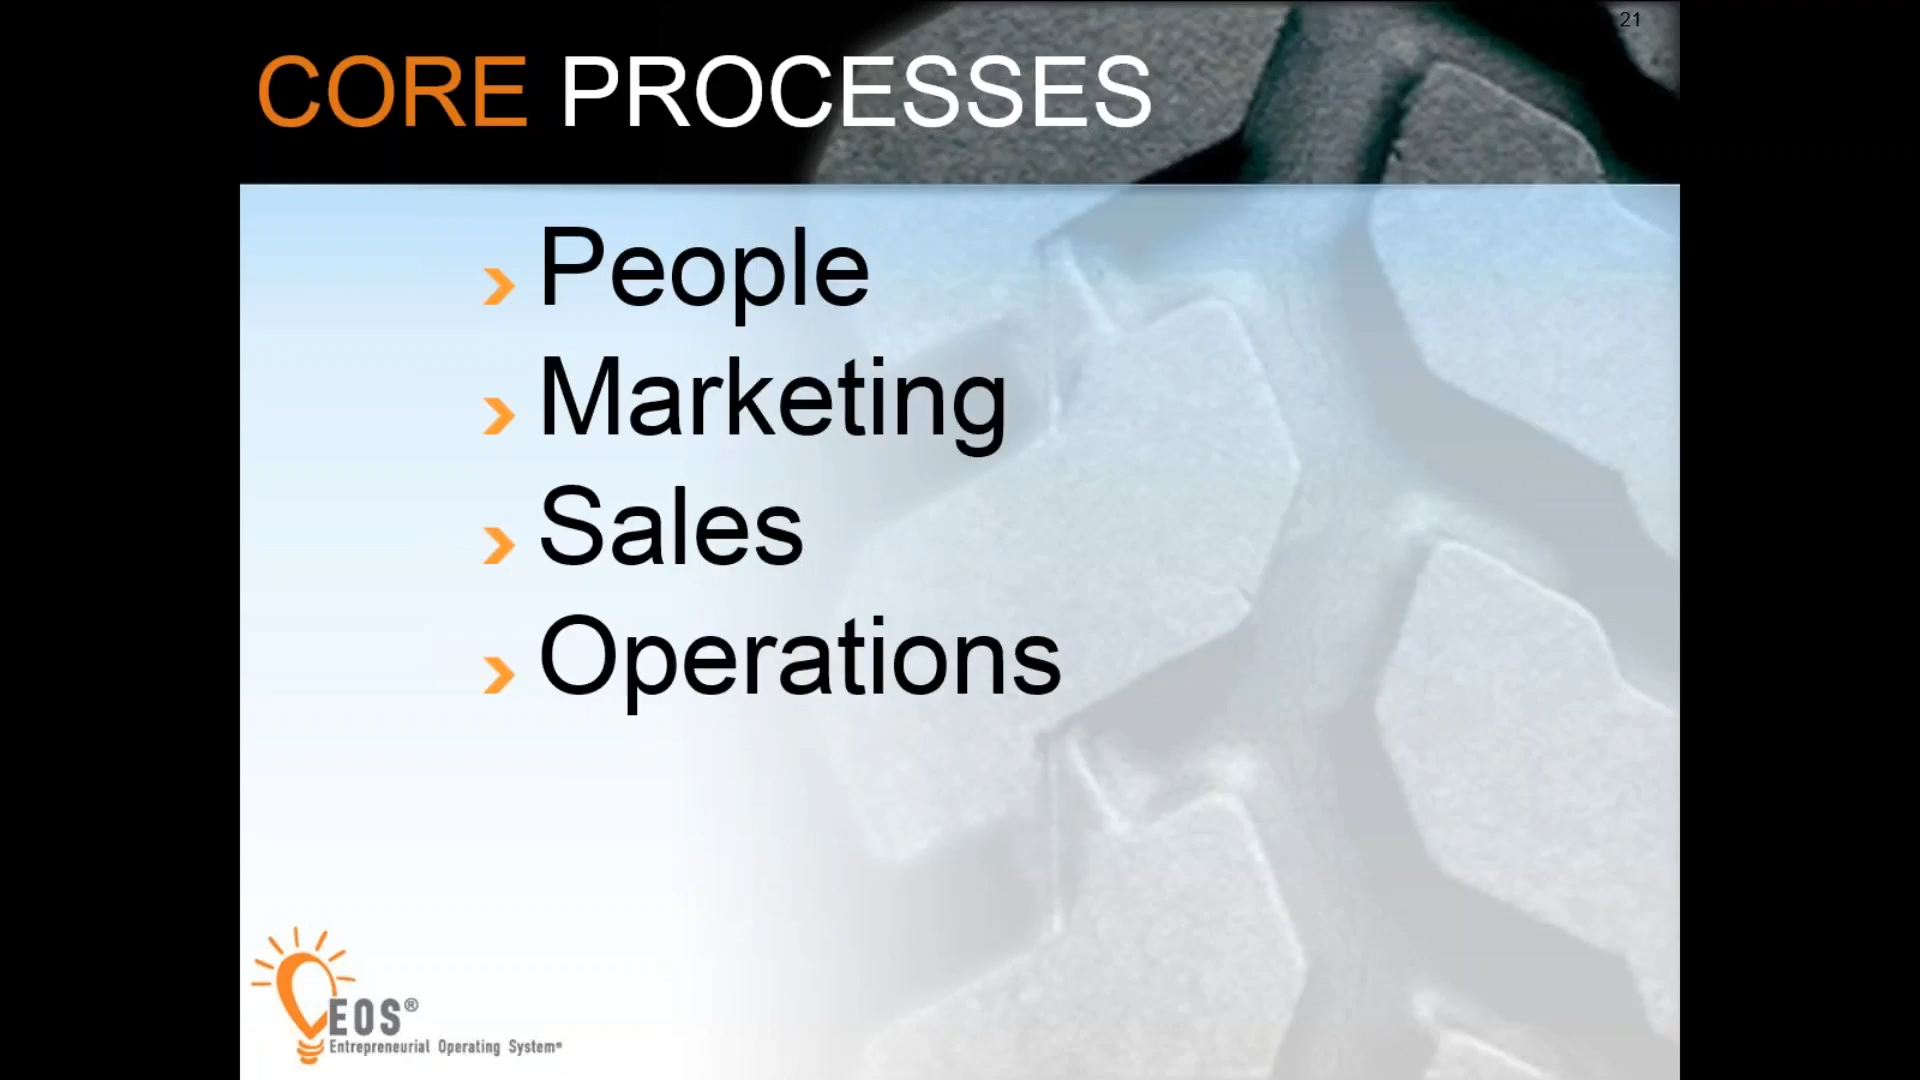 21
CORE PROCESSES
People
Marketing
Sales
Operations
EOS®
Entrepreneurial Operating System®